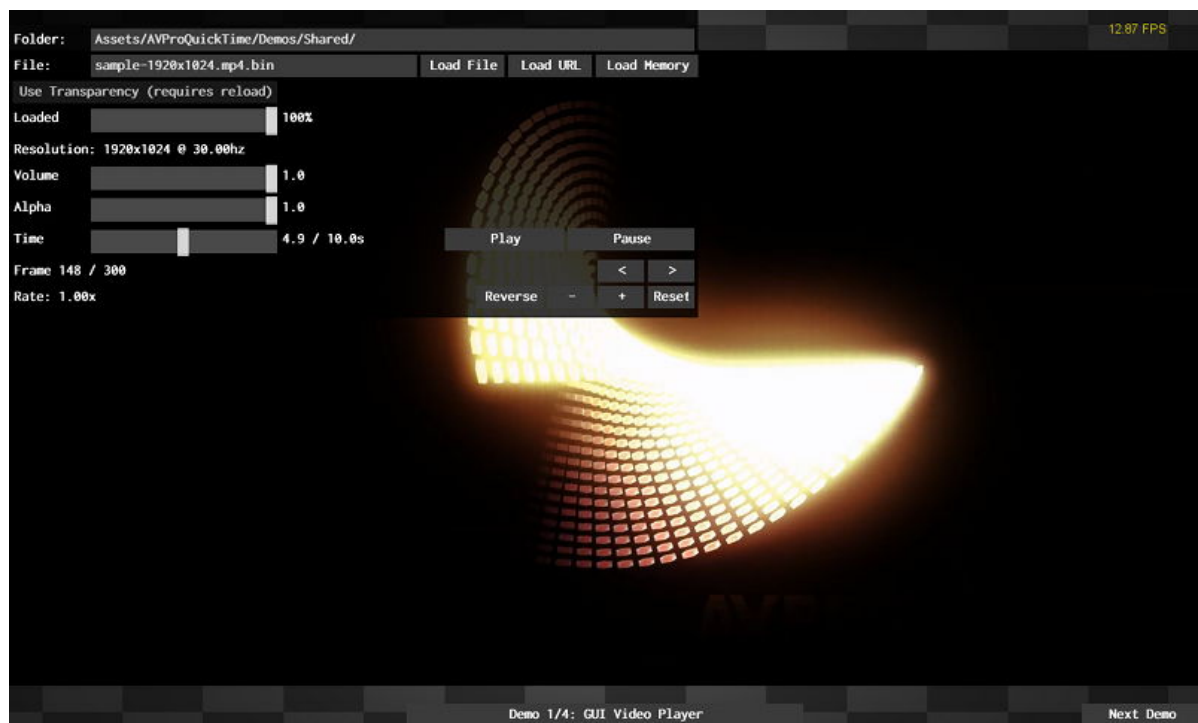 12.87 FPS
Folder: Assets/AVProQuickTime/Demos/Shared/
File: sample-1920x1024.mp4.bin Load File Load URL Load Memory
Use Transparency (requires reload)
Loaded 100%
Resolution: 1920x1024 @ 30.00hz
Volume 1.0
Alpha 1.0
Time 4.9 / 10.0s Play Pause
Frame 148 / 300 < >
Rate: 1.00x Reverse - + Reset
Demo 1/4: GUI Video Player Next Demo